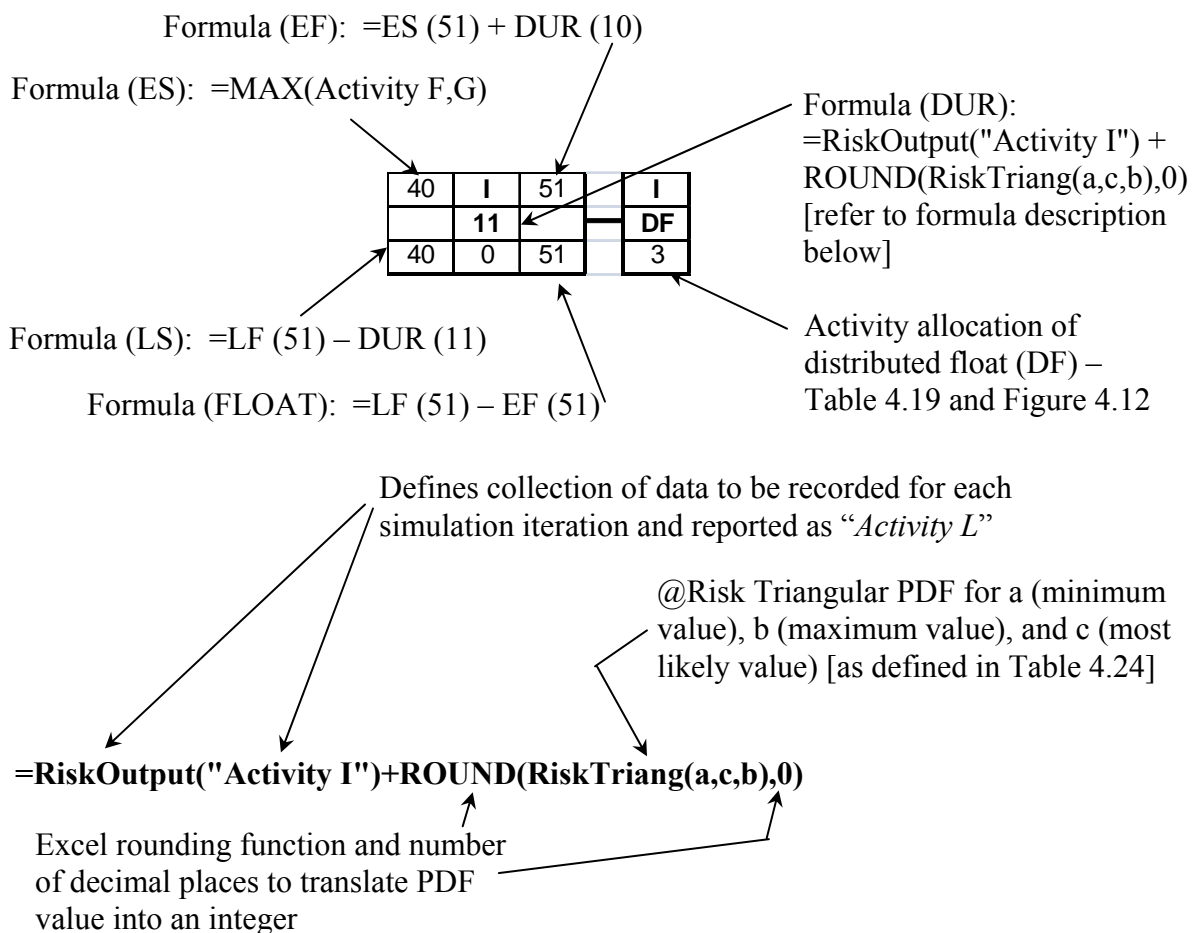 Formula (EF): =ES (51) + DUR (10)
Formula (ES): =MAX(Activity F,G)
Formula (DUR):
=RiskOutput("Activity I") +
ROUND(RiskTriang(a,c,b),0)
[refer to formula description
below]
40 I 51 I
11 DF
40 0 51 3
Formula (LS): =LF (51) – DUR (11)
Formula (FLOAT): =LF (51) – EF (51)
Activity allocation of
distributed float (DF) –
Table 4.19 and Figure 4.12
Defines collection of data to be recorded for each
simulation iteration and reported as “Activity L”
@Risk Triangular PDF for a (minimum
value), b (maximum value), and c (most
likely value) [as defined in Table 4.24]
=RiskOutput("Activity I")+ROUND(RiskTriang(a,c,b),0)
Excel rounding function and number
of decimal places to translate PDF
value into an integer